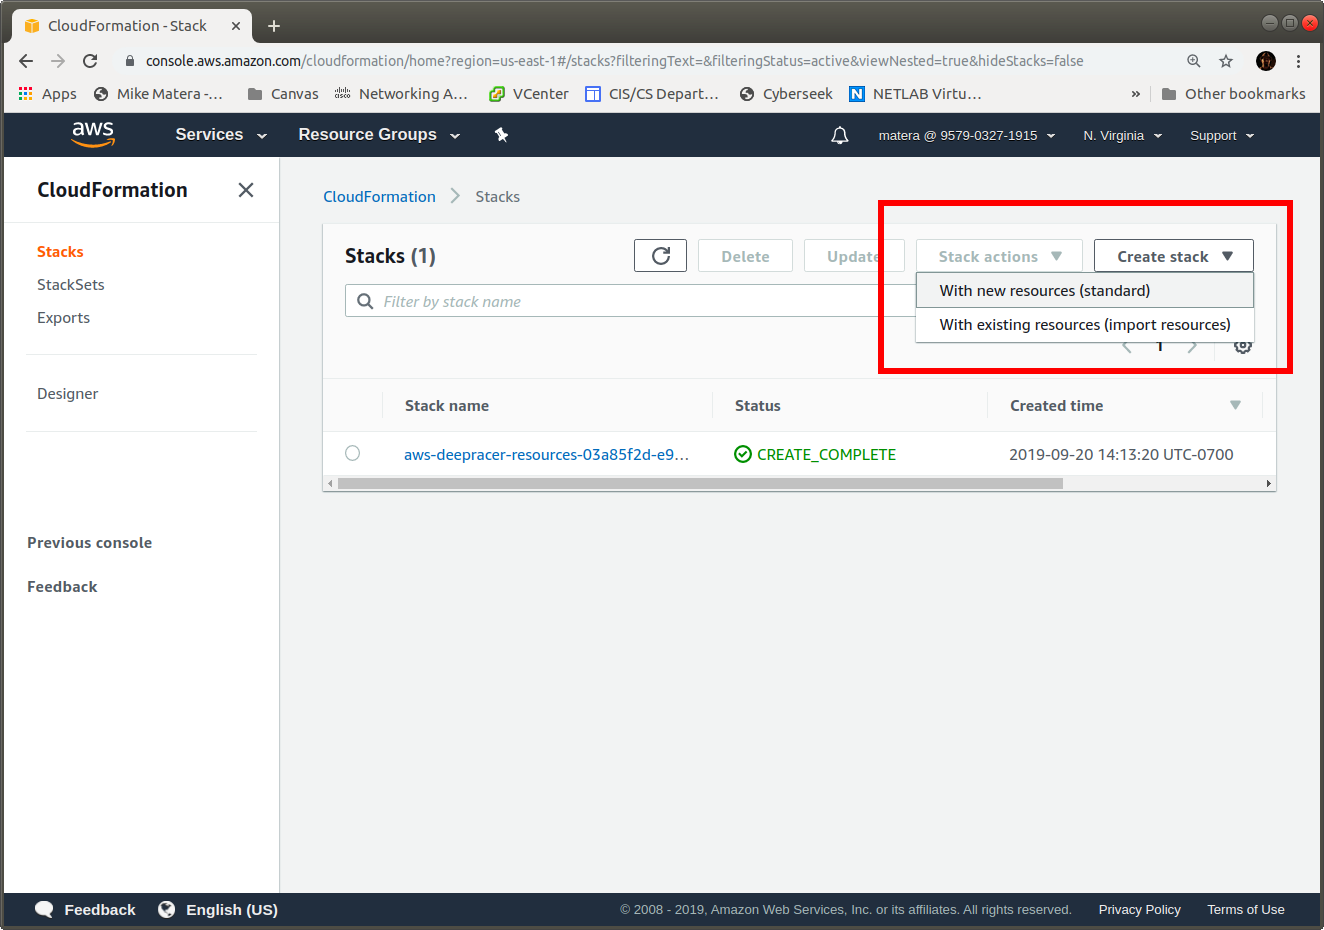 CloudFormation - Stack
console.aws.amazon.com/cloudformation/home?region=us-east-1#/stacks?filteringText=&filteringStatus=active&viewNested=true&hideStacks=false
Apps Mike Matera -... Canvas Networking A... VCenter CIS/CS Depart... Cyberseek NETLAB Virtu... » Other bookmarks
aws Services Resource Groups matera @ 9579-0327-1915 N. Virginia Support
CloudFormation
Stacks
StackSets
Exports
Designer
Previous console
Feedback
CloudFormation > Stacks
Stacks (1) Delete Update Stack actions Create stack
With new resources (standard)
With existing resources (import resources)
Filter by stack name
1
Stack name Status Created time
aws-deepracer-resources-03a85f2d-e9... CREATE_COMPLETE 2019-09-20 14:13:20 UTC-0700
Feedback English (US) © 2008 - 2019, Amazon Web Services, Inc. or its affiliates. All rights reserved. Privacy Policy Terms of Use